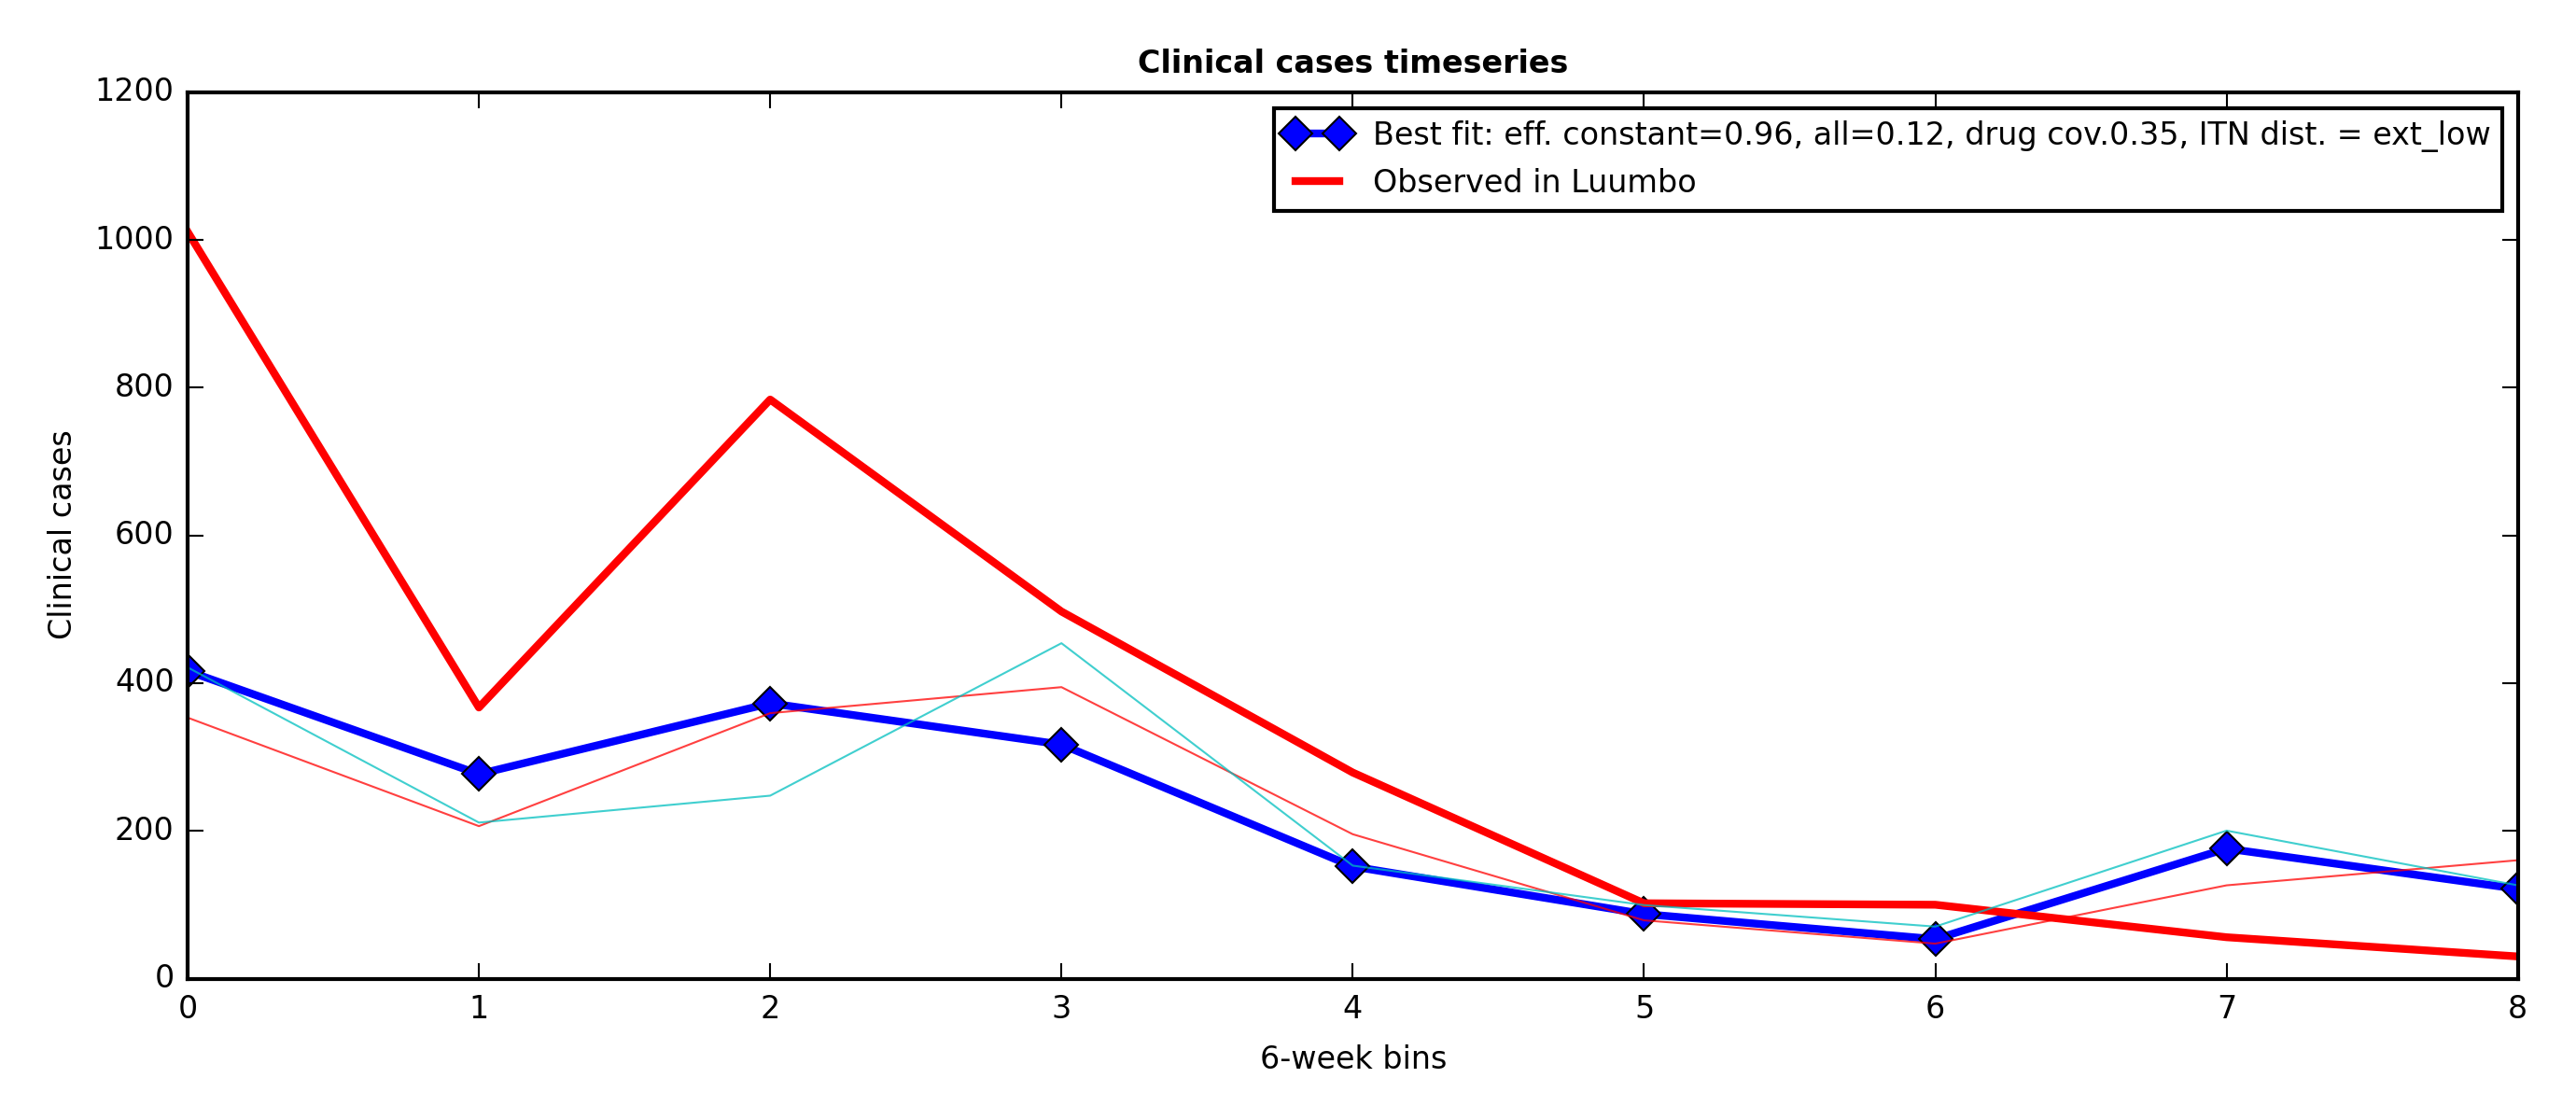 Clinical cases timeseries
1200
1000
800
600
400
200
0
Clinical cases
Best fit: eff. constant=0.96, all=0.12, drug cov.0.35, ITN dist. = ext_low
Observed in Luumbo
0 1 2 3 4 5 6 7 8
6-week bins